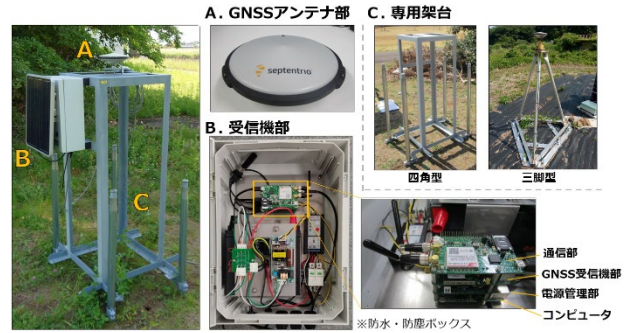 A. GNSSアンテナ部
C. 専用架台
A
septentrio
B
C
B. 受信機部
四角型
三脚型
通信部
GNSS受信機部
電源管理部
コンピュータ
※防水・防塵ボックス